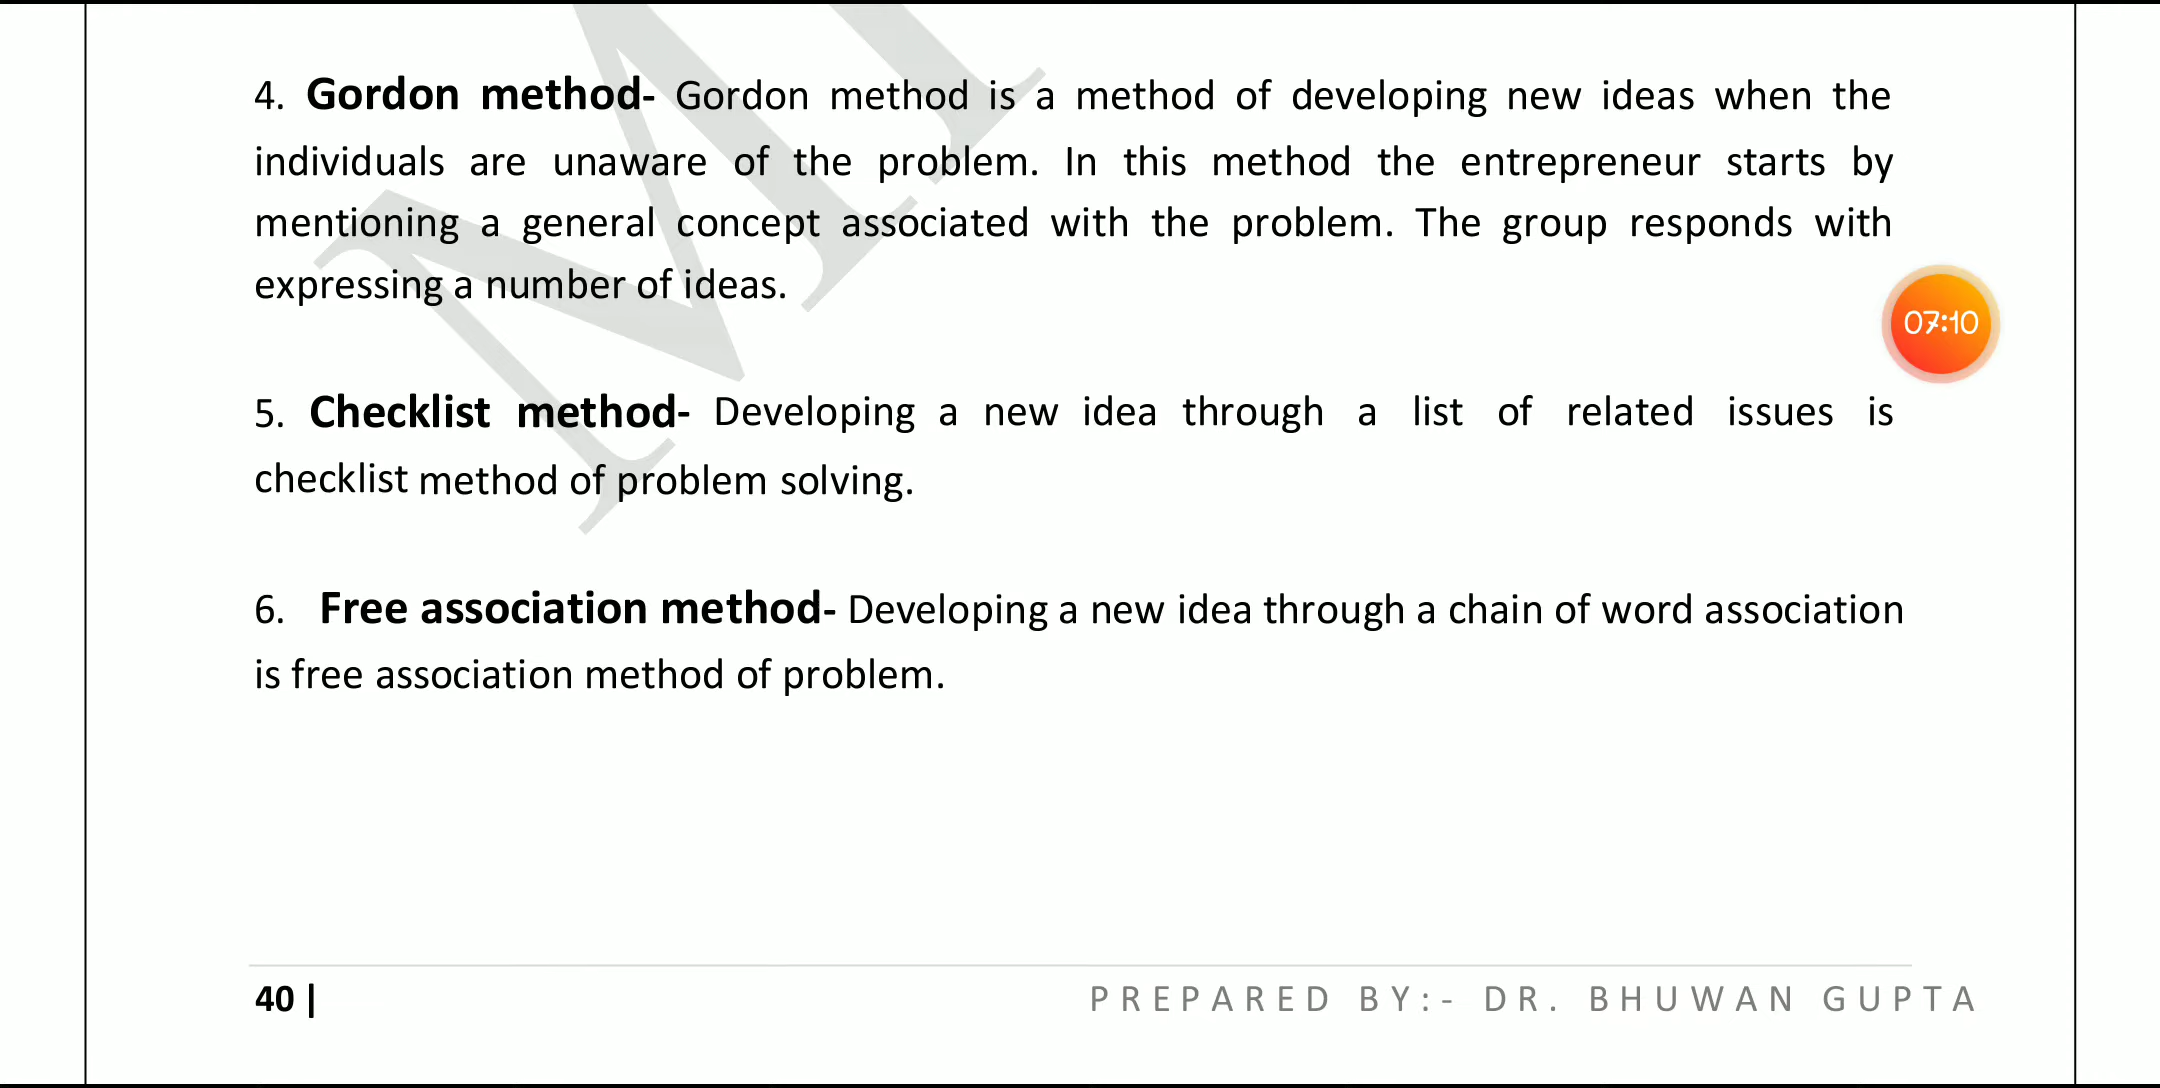 4. Gordon method- Gordon method is a method of developing new ideas when the
individuals are unaware of the problem. In this method the entrepreneur starts by
mentioning a general concept associated with the problem. The group responds with
expressing a number of ideas.
07:10
5. Checklist method- Developing a new idea through a list of related issues is
checklist method of problem solving.
6. Free association method- Developing a new idea through a chain of word association
is free association method of problem.
40 | PREPARED BY:- DR. BHUWAN GUPTA